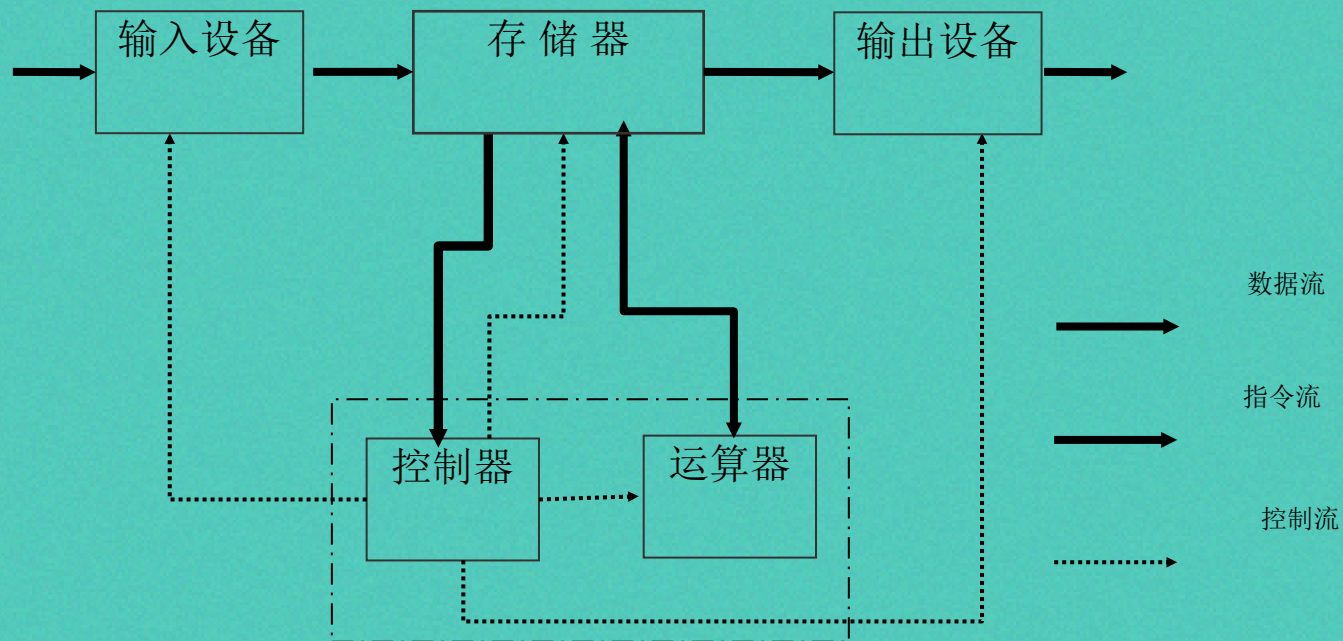 输入设备
存储器
输出设备
数据流
指令流
控制器
运算器
控制流